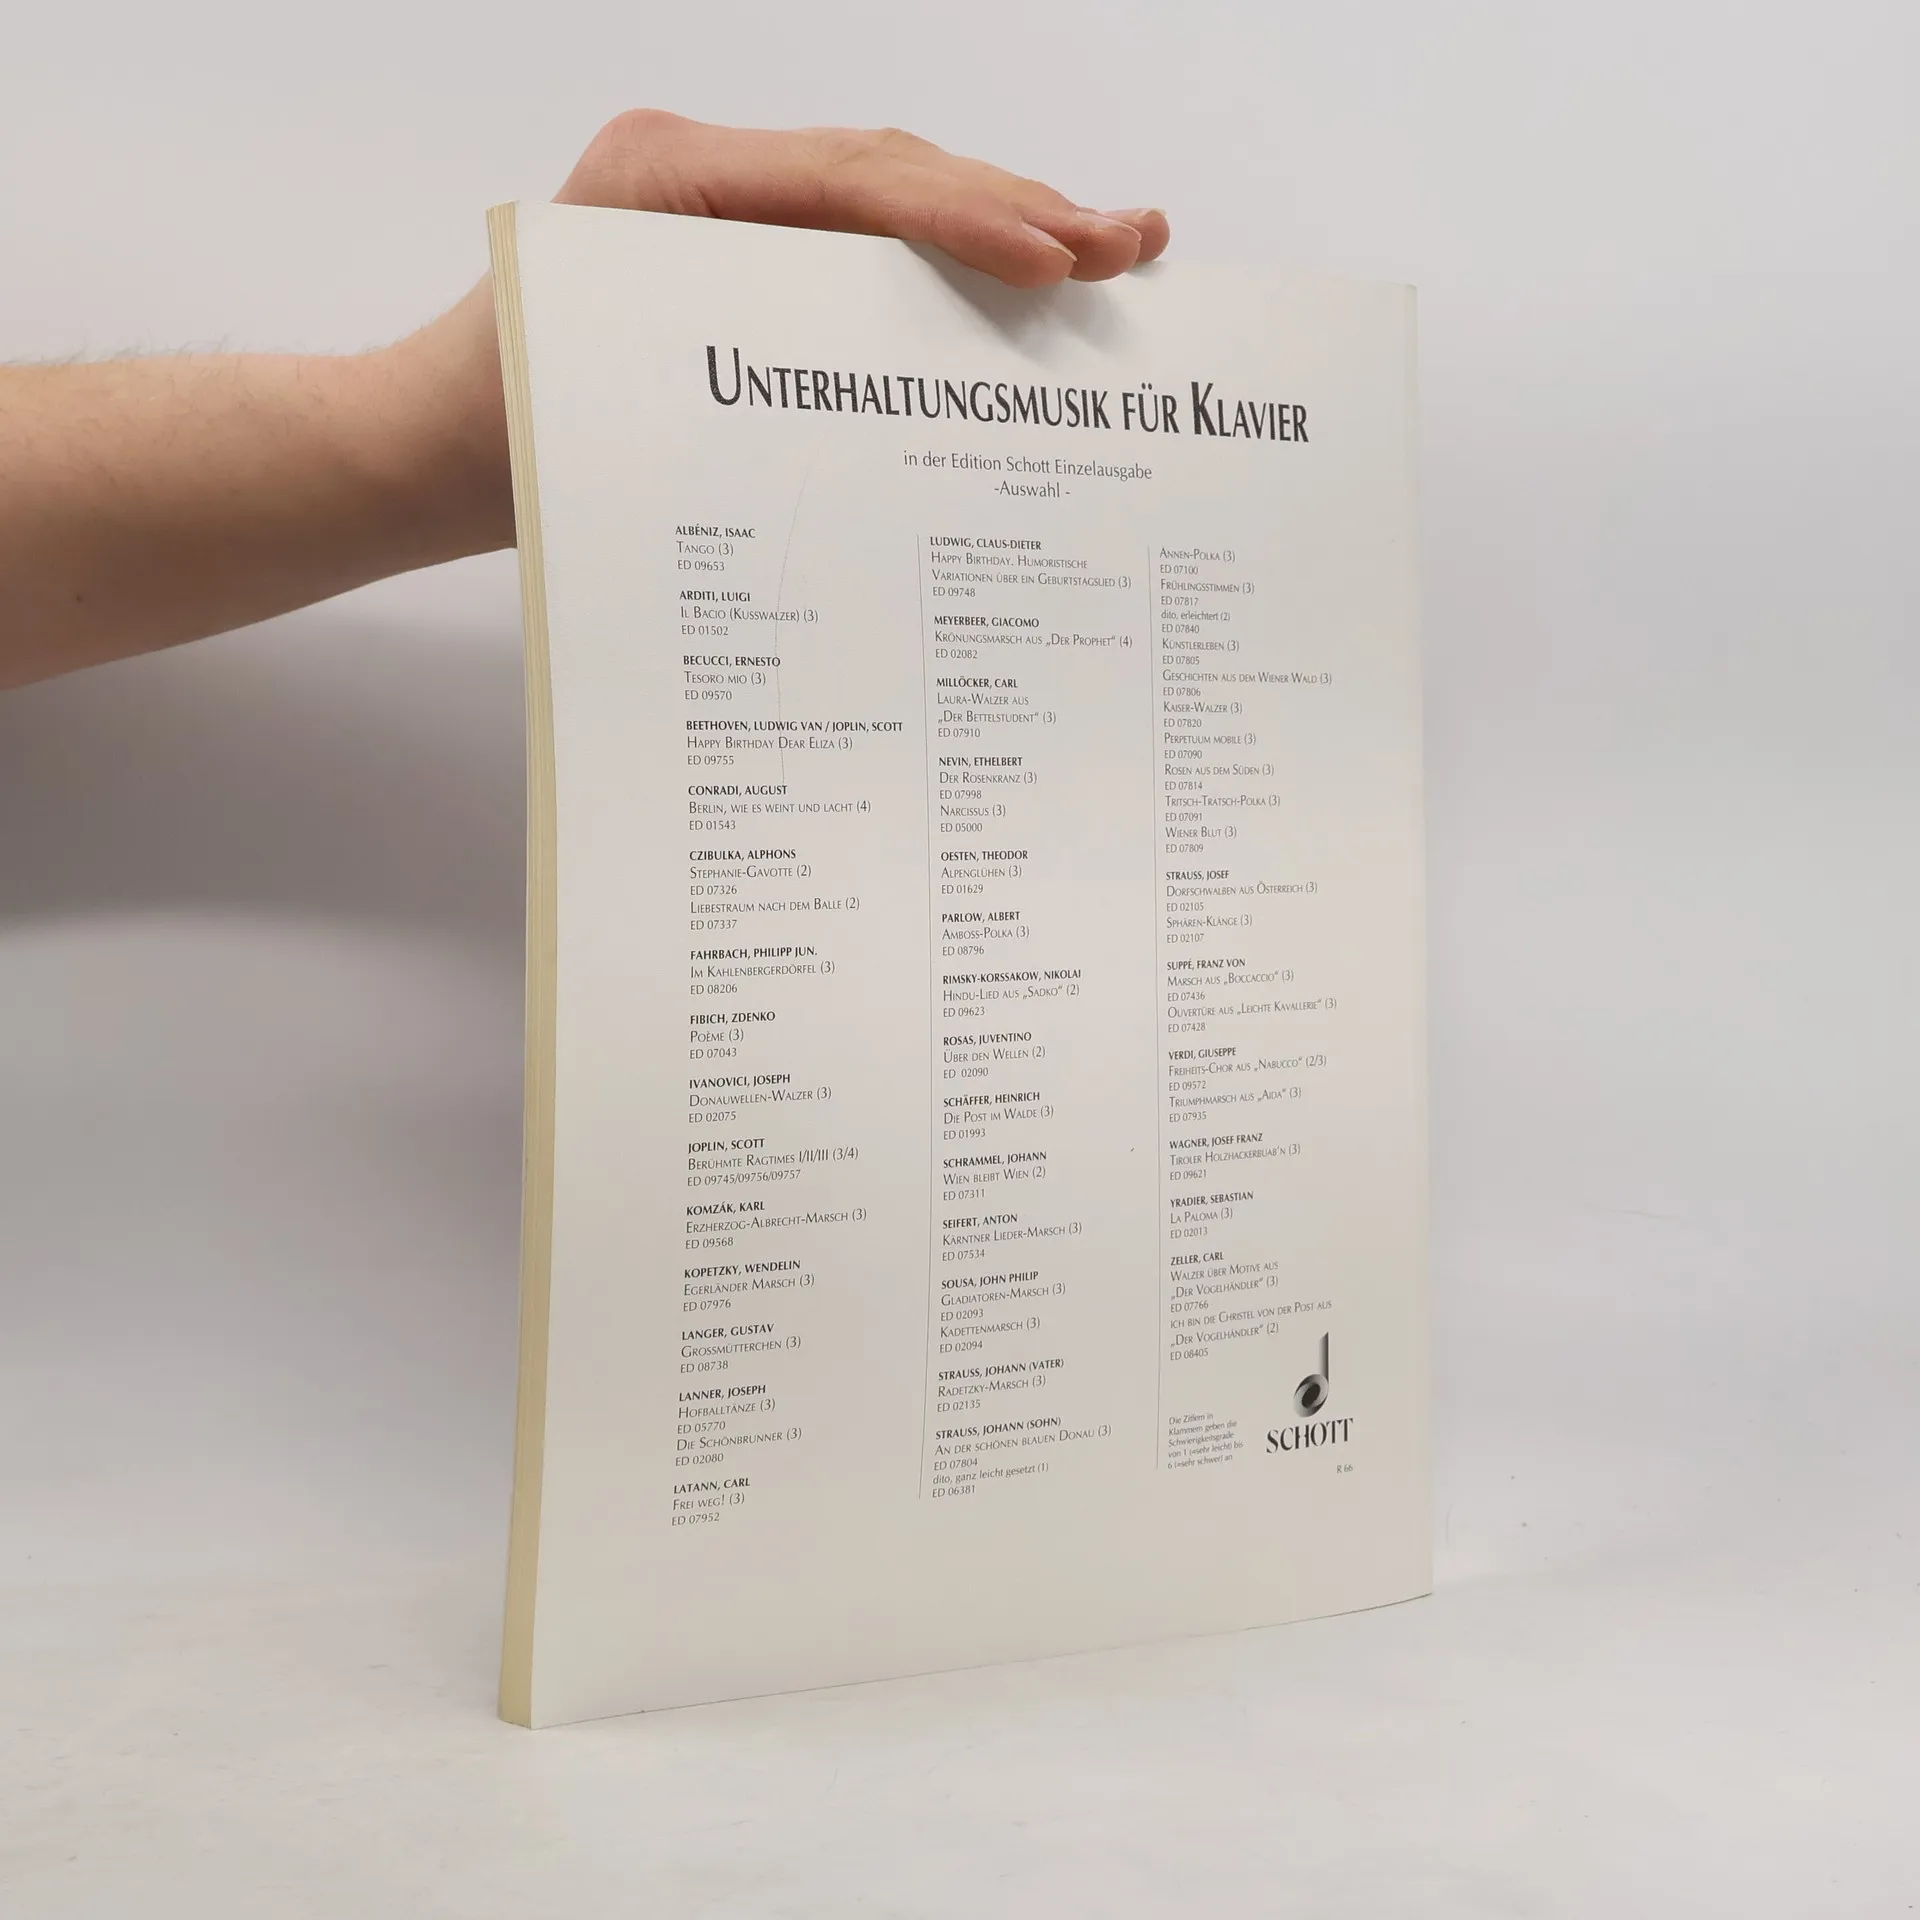 UNTERHALTUNGSMUSIK FÜR KLAVIER
in der Edition Schott Einzelausgabe
-Auswahl -
ALBÉNIZ, ISAAC
TANGO (3)
ED 09653
ARDITI, LUIGI
IL BACIO (KUSSWALZER) (3)
ED 01502
BECUCCI, ERNESTO
TESORO MIO (3)
ED 09570
BEETHOVEN, LUDWIG VAN / JOPLIN, SCOTT
HAPPY BIRTHDAY DEAR ELIZA (3)
ED 09755
CONRADI, AUGUST
BERLIN, WIE ES WEINT UND LACHT (4)
ED 01543
CZIBULKA, ALPHONS
STEPHANIE-GAVOTTE (2)
ED 07326
LIEBESTRAUM NACH DEM BALLE (2)
ED 07337
FAHRBACH, PHILIPP JUN.
IM KAHLENBERGERDÖRFEL (3)
ED 08206
FIBICH, ZDENKO
POÈME (3)
ED 07043
IVANOVICI, JOSEPH
DONAUWELLEN-WALZER (3)
ED 02075
JOPLIN, SCOTT
BERÜHMTE RAGTIMES I/II/III (3/4)
ED 09745/09756/09757
KOMZÁK, KARL
ERZHERZOG-ALBRECHT-MARSCH (3)
ED 09568
KOPETZKY, WENDELIN
EGERLÄNDER MARSCH (3)
ED 07976
LANGER, GUSTAV
GROSSMÜTTERCHEN (3)
ED 08738
LANNER, JOSEPH
HOFBALLTÄNZE (3)
ED 05770
DIE SCHÖNBRUNNER (3)
ED 02080
LATANN, CARL
FREI WEG! (3)
ED 07952
LUDWIG, CLAUS-DIETER
HAPPY BIRTHDAY. HUMORISTISCHE
VARIATIONEN ÜBER EIN GEBURTSTAGSLIED (3)
ED 09748
MEYERBEER, GIACOMO
KRÖNUNGSMARSCH AUS „DER PROPHET“ (4)
ED 02082
MILLÖCKER, CARL
LAURA-WALZER AUS
„DER BETTELSTUDENT“ (3)
ED 07910
NEVIN, ETHELBERT
DER ROSENKRANZ (3)
ED 07998
NARCISSUS (3)
ED 05000
OESTEN, THEODOR
ALPENGLÜHEN (3)
ED 01629
PARLOW, ALBERT
AMBOSS-POLKA (3)
ED 08796
RIMSKY-KORSSAKOW, NIKOLAI
HINDU-LIED AUS „SADKO“ (2)
ED 09623
ROSAS, JUVENTINO
ÜBER DEN WELLEN (2)
ED 02090
SCHÄFFER, HEINRICH
DIE POST IM WALDE (3)
ED 01993
SCHRAMMEL, JOHANN
WIEN BLEIBT WIEN (2)
ED 07311
SEIFERT, ANTON
KÄRNTNER LIEDER-MARSCH (3)
ED 07534
SOUSA, JOHN PHILIP
GLADIATOREN-MARSCH (3)
ED 02093
KADETTENMARSCH (3)
ED 02094
STRAUSS, JOHANN (VATER)
RADETZKY-MARSCH (3)
ED 02135
STRAUSS, JOHANN (SOHN)
AN DER SCHÖNEN BLAUEN DONAU (3)
ED 07804
dito, ganz leicht gesetzt (1)
ED 06381
ANNEN-POLKA (3)
ED 07100
FRÜHLINGSSTIMMEN (3)
ED 07817
dito, erleichtert (2)
ED 07840
KÜNSTLERLEBEN (3)
ED 07805
GESCHICHTEN AUS DEM WIENER WALD (3)
ED 07806
KAISER-WALZER (3)
ED 07820
PERPETUUM MOBILE (3)
ED 07090
ROSEN AUS DEM SÜDEN (3)
ED 07814
TRITSCH-TRATSCH-POLKA (3)
ED 07091
WIENER BLUT (3)
ED 07809
STRAUSS, JOSEF
DORFSCHWALBEN AUS ÖSTERREICH (3)
ED 02105
SPHÄREN-KLÄNGE (3)
ED 02107
SUPPÉ, FRANZ VON
MARSCH AUS „BOCCACCIO“ (3)
ED 07436
OUVERTÜRE AUS „LEICHTE KAVALLERIE“ (3)
ED 07428
VERDI, GIUSEPPE
FREIHEITS-CHOR AUS „NABUCCO“ (2/3)
ED 09572
TRIUMPHMARSCH AUS „AIDA“ (3)
ED 07935
WAGNER, JOSEF FRANZ
TIROLER HOLZHACKERBUAB'N (3)
ED 09621
YRADIER, SEBASTIAN
LA PALOMA (3)
ED 02013
ZELLER, CARL
WALZER ÜBER MOTIVE AUS
„DER VOGELHÄNDLER“ (3)
ED 07766
ICH BIN DIE CHRISTEL VON DER POST AUS
„DER VOGELHÄNDLER“ (2)
ED 08405
Die Ziffern in
Klammern geben die
Schwierigkeitsgrade
von 1 (=sehr leicht) bis
6 (=sehr schwer) an
SCHOTT
R 66